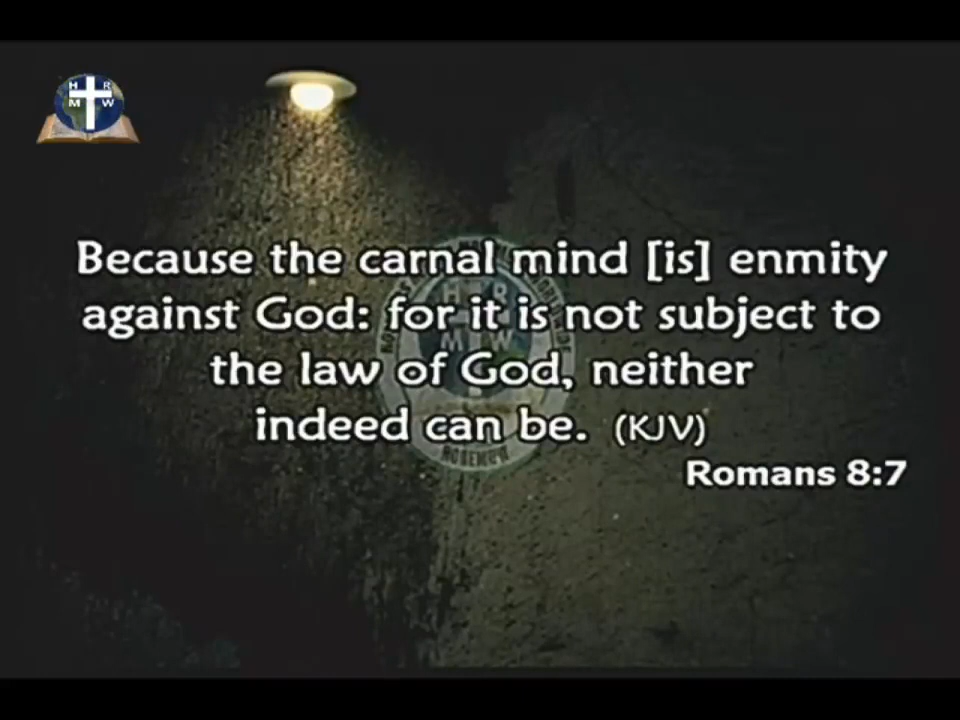 H R
M W
Because the carnal mind [is] enmity
against God: for it is not subject to
the law of God, neither
indeed can be. (KJV)
Romans 8:7
H R
M W